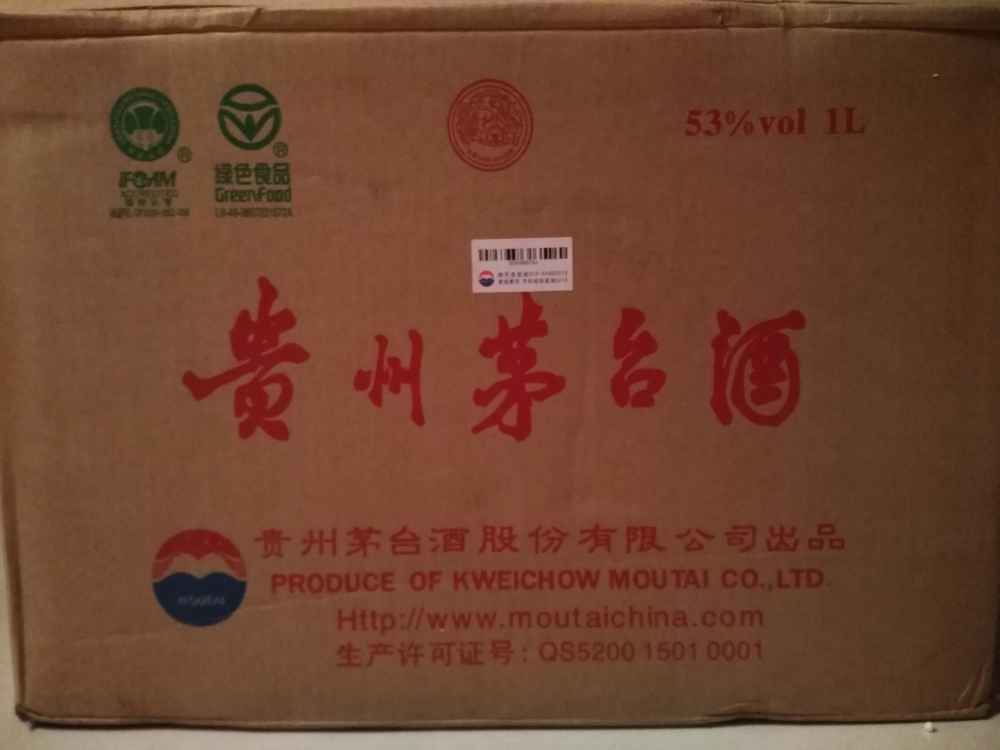 53%vol 1L
IFOAM
绿色食品
GreenFood
贵州茅台酒
贵州茅台酒股份有限公司出品
PRODUCE OF KWEICHOW MOUTAI CO.,LTD.
MOUTAI
Http://www.moutaichina.com
生产许可证号: QS5200 1501 0001